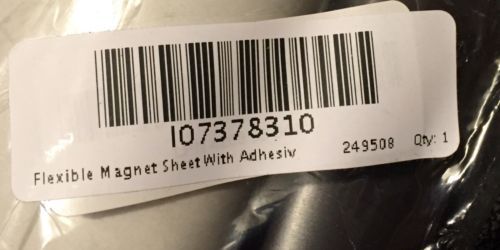 I07378310
Flexible Magnet Sheet With Adhesiv 249508 Qty: 1